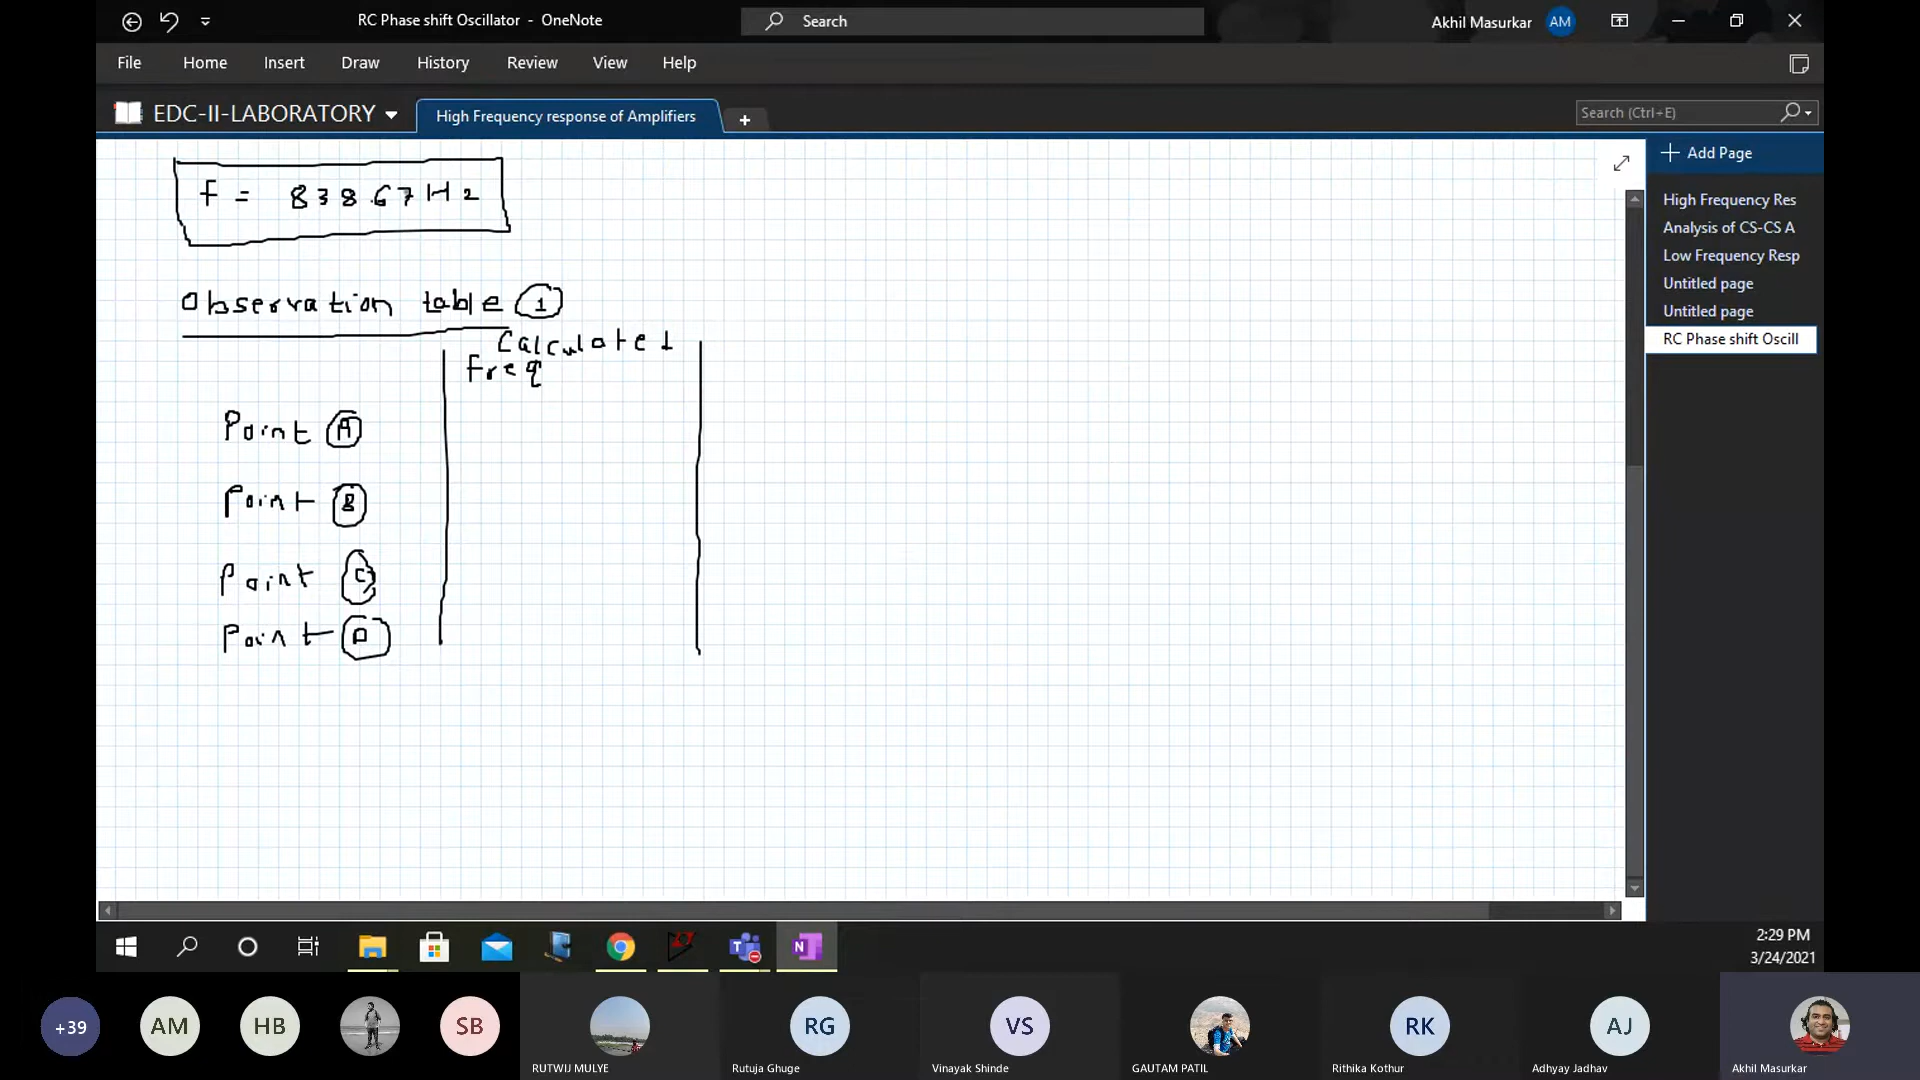 RC Phase shift Oscillator - OneNote
Search
Akhil Masurkar
AM
File Home Insert Draw History Review View Help
EDC-II-LABORATORY
High Frequency response of Amplifiers
+
Search (Ctrl+E)
Add Page
High Frequency Res
Analysis of CS-CS A
Low Frequency Resp
Untitled page
Untitled page
RC Phase shift Oscill
f = 838.67Hz
Observation table 1
Calculated
Freq
Point A
Point B
Point C
Point D
2:29 PM
3/24/2021
+39
AM
HB
SB
RG
VS
RK
AJ
RUTWIJ MULYE
Rutuja Ghuge
Vinayak Shinde
GAUTAM PATIL
Rithika Kothur
Adhyay Jadhav
Akhil Masurkar